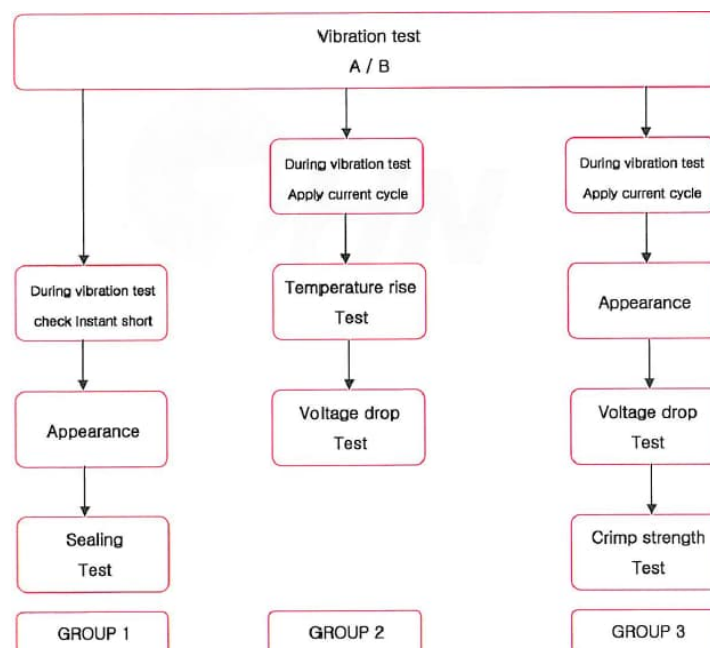 Vibration test
A / B
During vibration test
Apply current cycle
During vibration test
Apply current cycle
During vibration test
check instant short
Temperature rise
Test
Appearance
Appearance
Voltage drop
Test
Voltage drop
Test
Sealing
Test
Crimp strength
Test
GROUP 1
GROUP 2
GROUP 3